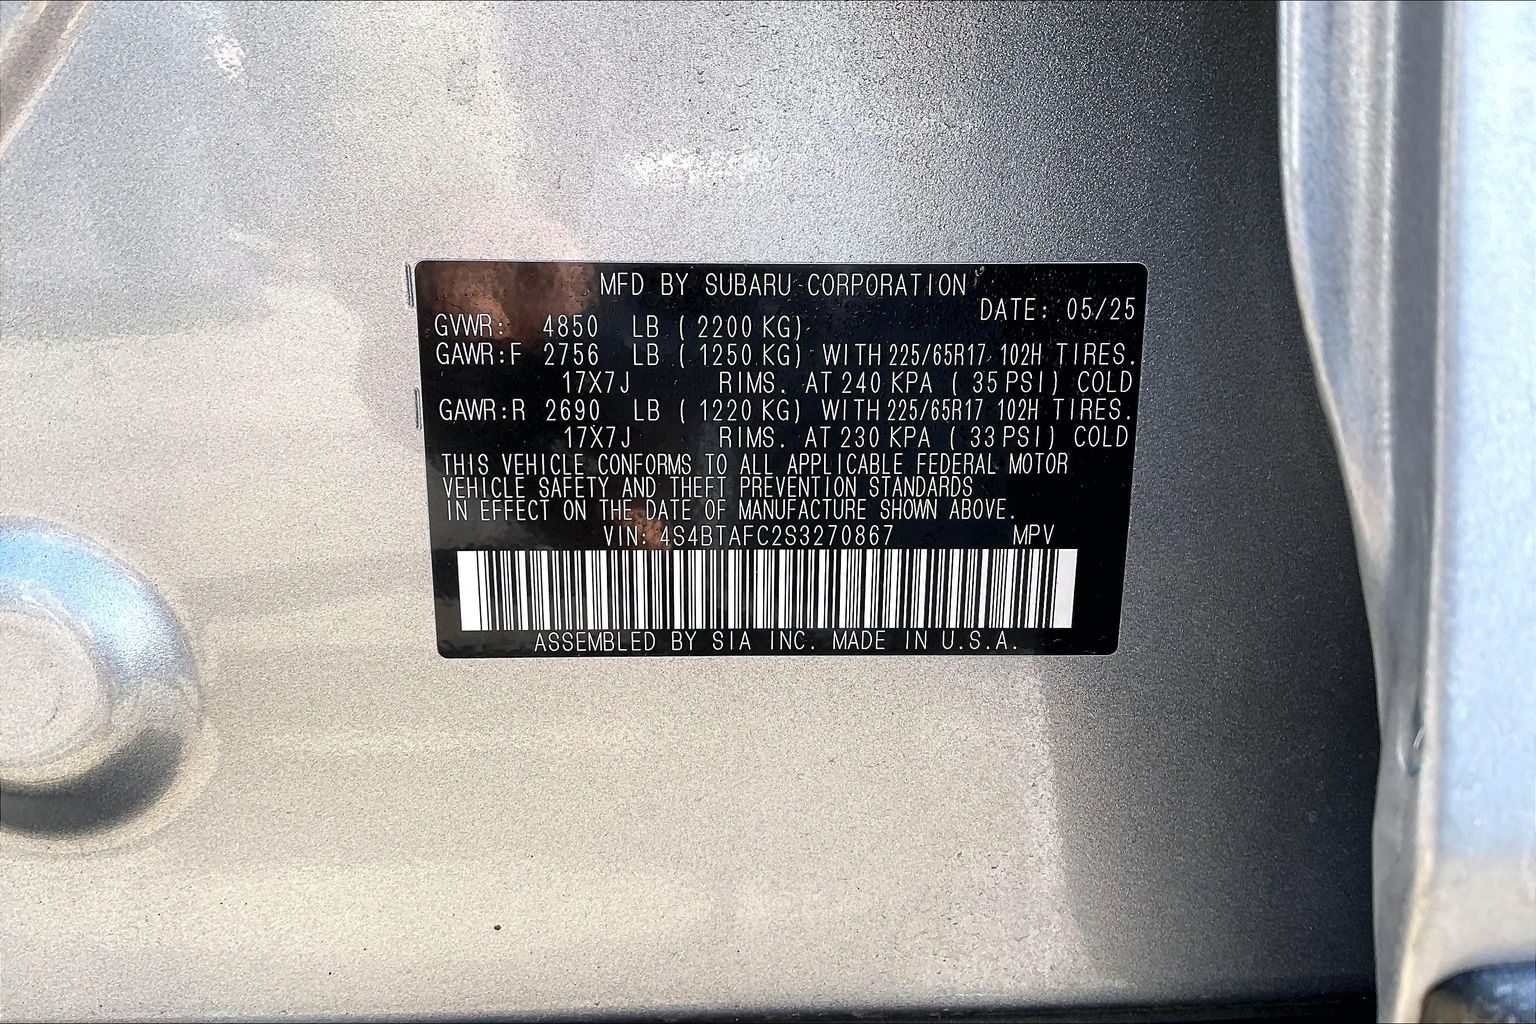 MFD BY SUBARU CORPORATION
DATE: 05/25
GVWR: 4850 LB ( 2200 KG)
GAWR:F 2756 LB ( 1250 KG) WITH 225/65R17 102H TIRES.
17X7J RIMS. AT 240 KPA ( 35 PSI) COLD
GAWR:R 2690 LB ( 1220 KG) WITH 225/65R17 102H TIRES.
17X7J RIMS. AT 230 KPA ( 33 PSI) COLD
THIS VEHICLE CONFORMS TO ALL APPLICABLE FEDERAL MOTOR
VEHICLE SAFETY AND THEFT PREVENTION STANDARDS
IN EFFECT ON THE DATE OF MANUFACTURE SHOWN ABOVE.
VIN: 4S4BTAFC2S3270867 MPV
ASSEMBLED BY SIA INC. MADE IN U.S.A.